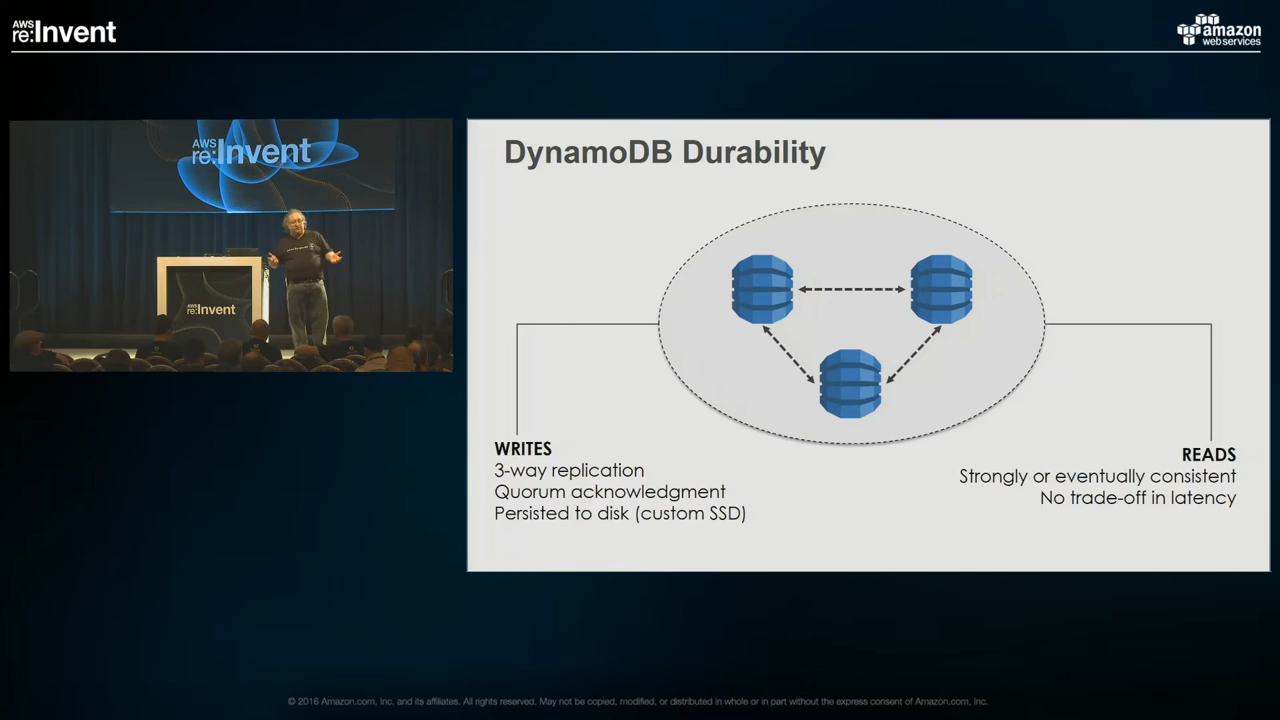 AWS
re:Invent
amazon
web services
AWS
re:Invent
AWS
re:Invent
DynamoDB Durability
WRITES
3-way replication
Quorum acknowledgment
Persisted to disk (custom SSD)
READS
Strongly or eventually consistent
No trade-off in latency
© 2016 Amazon.com, Inc. and its affiliates. All rights reserved. May not be copied, modified, or distributed in whole or in part without the express consent of Amazon.com, Inc.